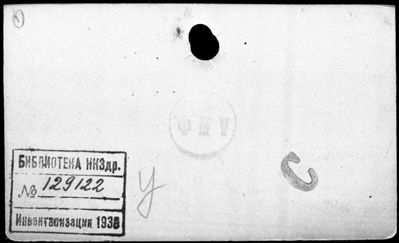 БИБЛИОТЕКА НКЗдр.
№ 129122
Инвентаризация 1938
У
С